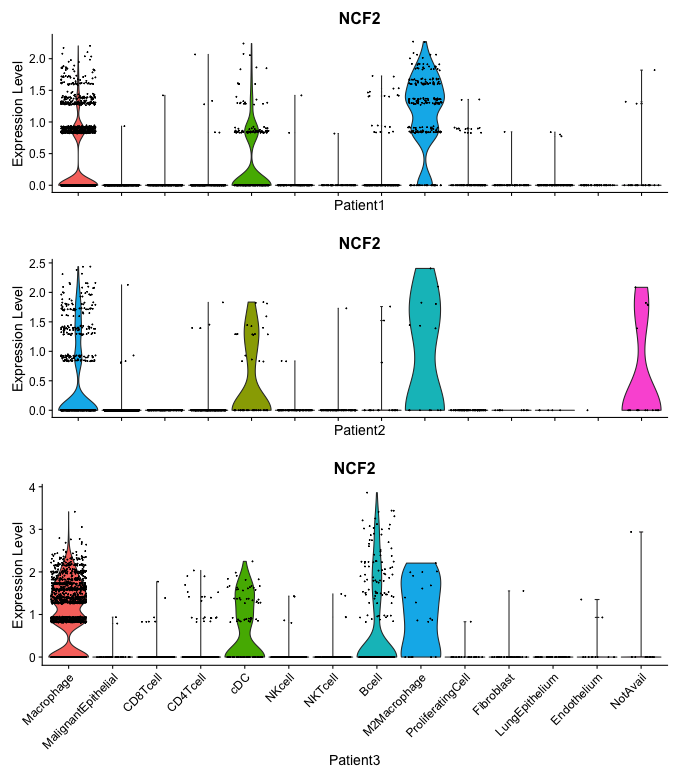 NCF2
Expression Level
2.0
1.5
1.0
0.5
0.0
Patient1
NCF2
Expression Level
2.5
2.0
1.5
1.0
0.5
0.0
Patient2
NCF2
Expression Level
4
3
2
1
0
Macrophage
MalignantEpithelial
CD8Tcell
CD4Tcell
cDC
NKcell
NKTcell
Bcell
M2Macrophage
ProliferatingCell
Fibroblast
LungEpithelium
Endothelium
NotAvail
Patient3